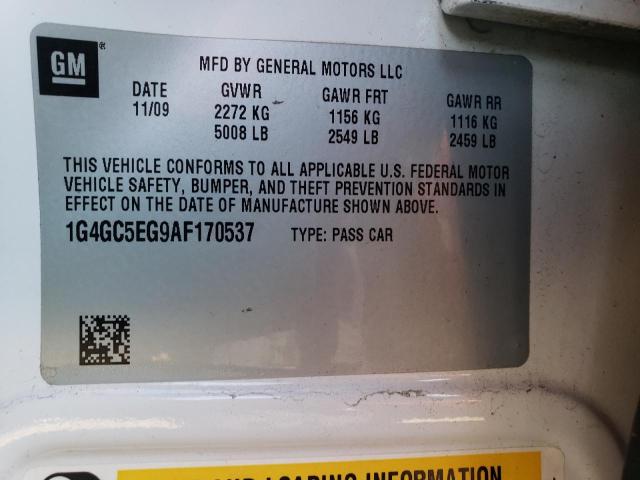 GM ®
MFD BY GENERAL MOTORS LLC
DATE GVWR GAWR FRT GAWR RR
11/09 2272 KG 1156 KG 1116 KG
5008 LB 2549 LB 2459 LB
THIS VEHICLE CONFORMS TO ALL APPLICABLE U.S. FEDERAL MOTOR
VEHICLE SAFETY, BUMPER, AND THEFT PREVENTION STANDARDS IN
EFFECT ON THE DATE OF MANUFACTURE SHOWN ABOVE.
1G4GC5EG9AF170537 TYPE: PASS CAR
LOADING INFORMATION